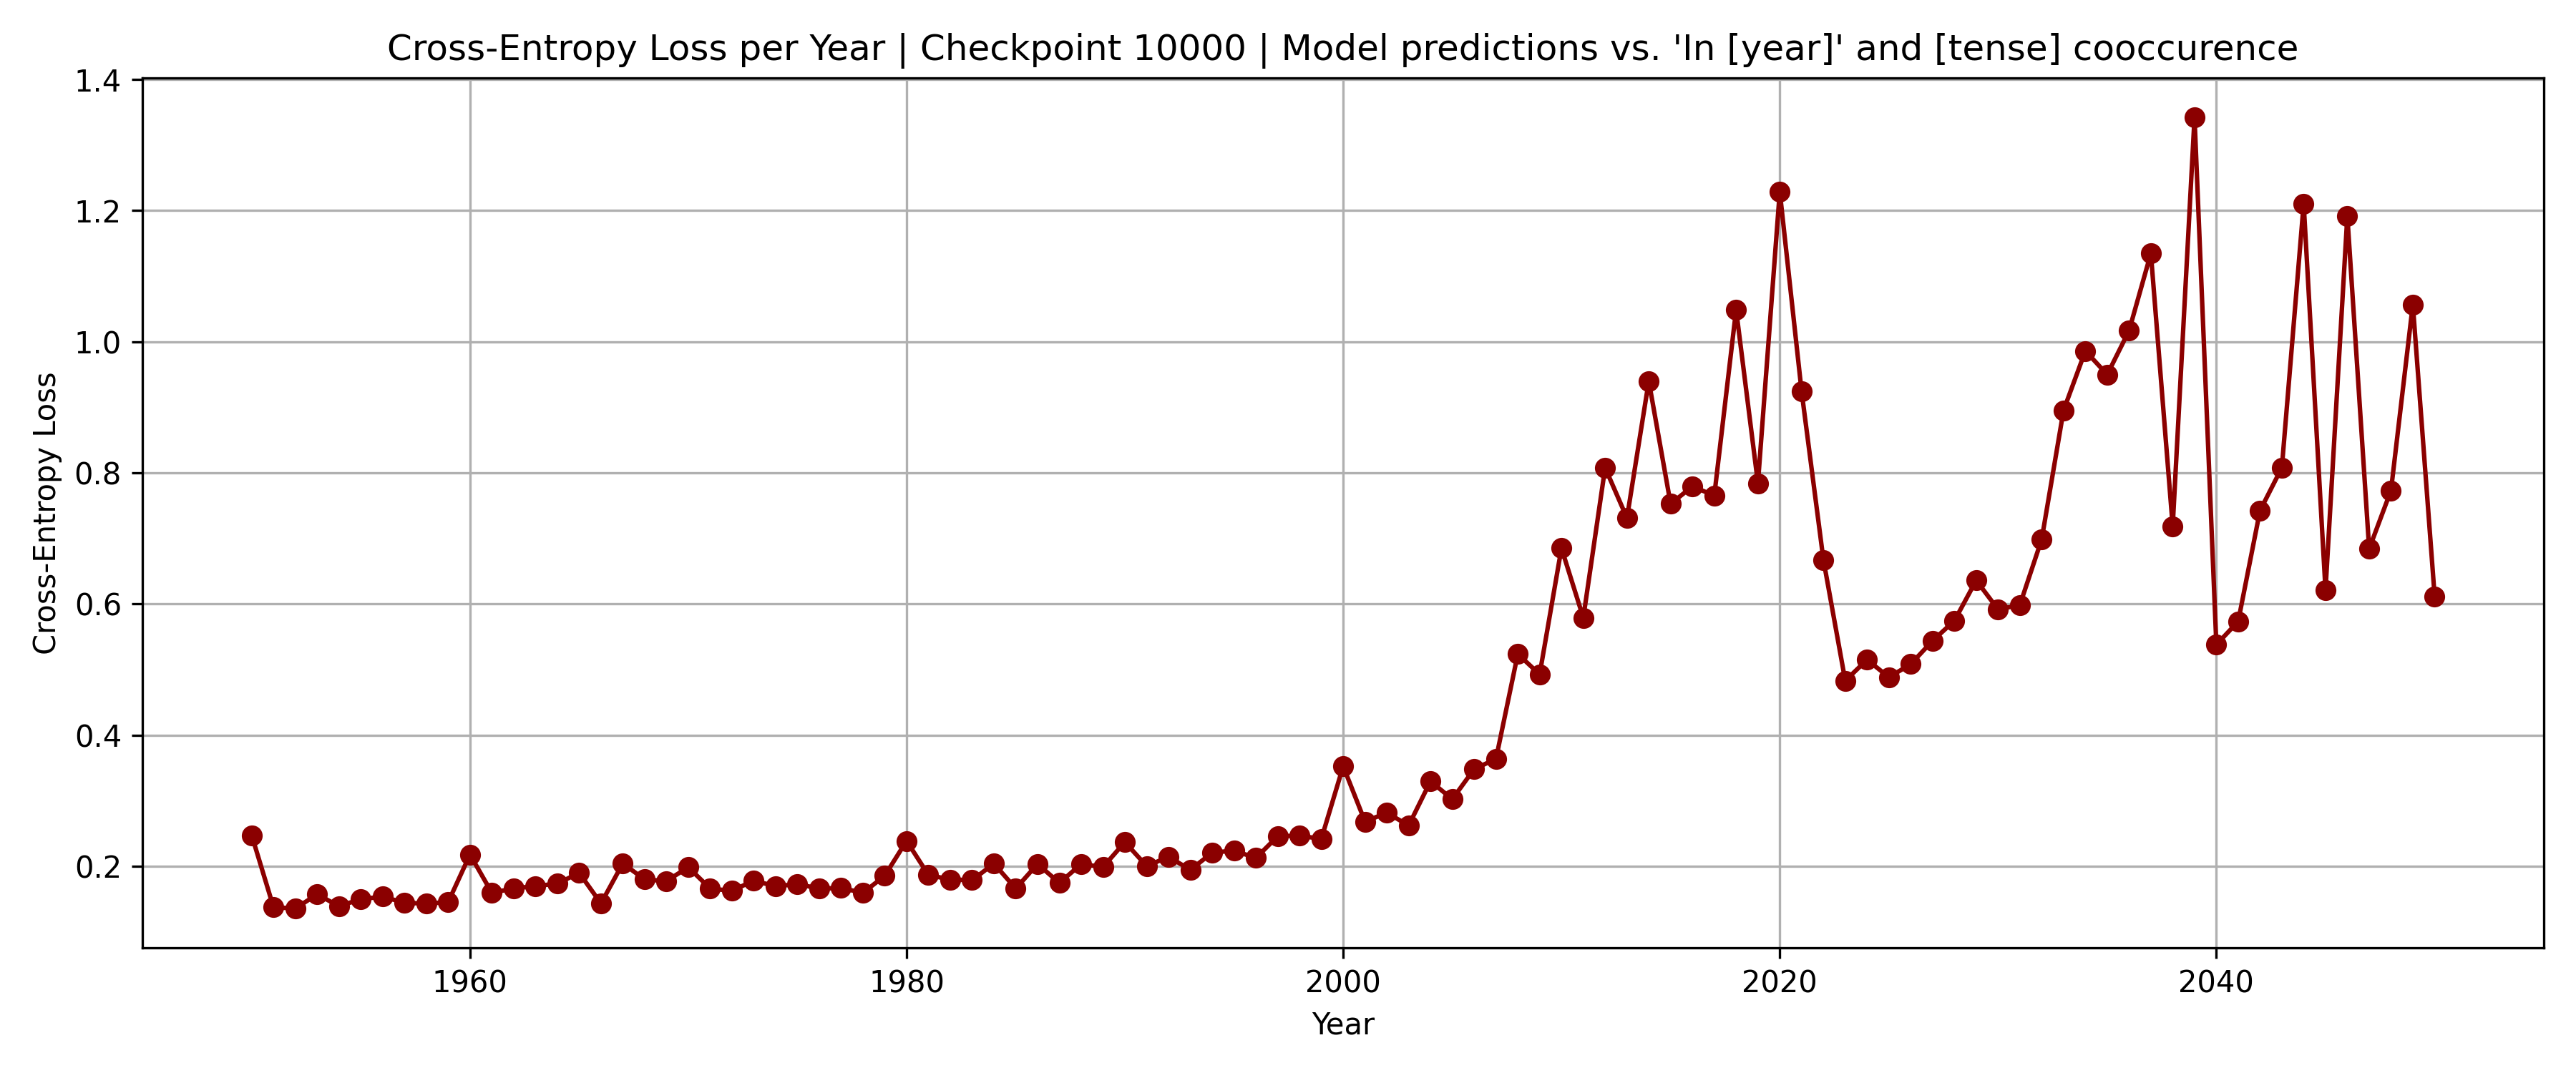 Cross-Entropy Loss per Year | Checkpoint 10000 | Model predictions vs. 'In [year]' and [tense] cooccurence
1.4
1.2
1.0
0.8
0.6
0.4
0.2
Cross-Entropy Loss
1960 1980 2000 2020 2040
Year